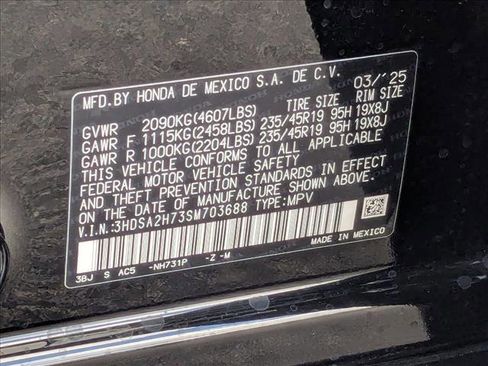 MFD.BY HONDA DE MEXICO S.A. DE C.V. 03/'25
GVWR 2090KG(4607LBS) TIRE SIZE RIM SIZE
GAWR F 1115KG(2458LBS) 235/45R19 95H 19X8J
GAWR R 1000KG(2204LBS) 235/45R19 95H 19X8J
THIS VEHICLE CONFORMS TO ALL APPLICABLE
FEDERAL MOTOR VEHICLE SAFETY
AND THEFT PREVENTION STANDARDS IN EFFECT
ON THE DATE OF MANUFACTURE SHOWN ABOVE.
V.I.N.:3HDSA2H73SM703688 TYPE:MPV
3BJ S AC5 -NH731P -Z -M MADE IN MEXICO